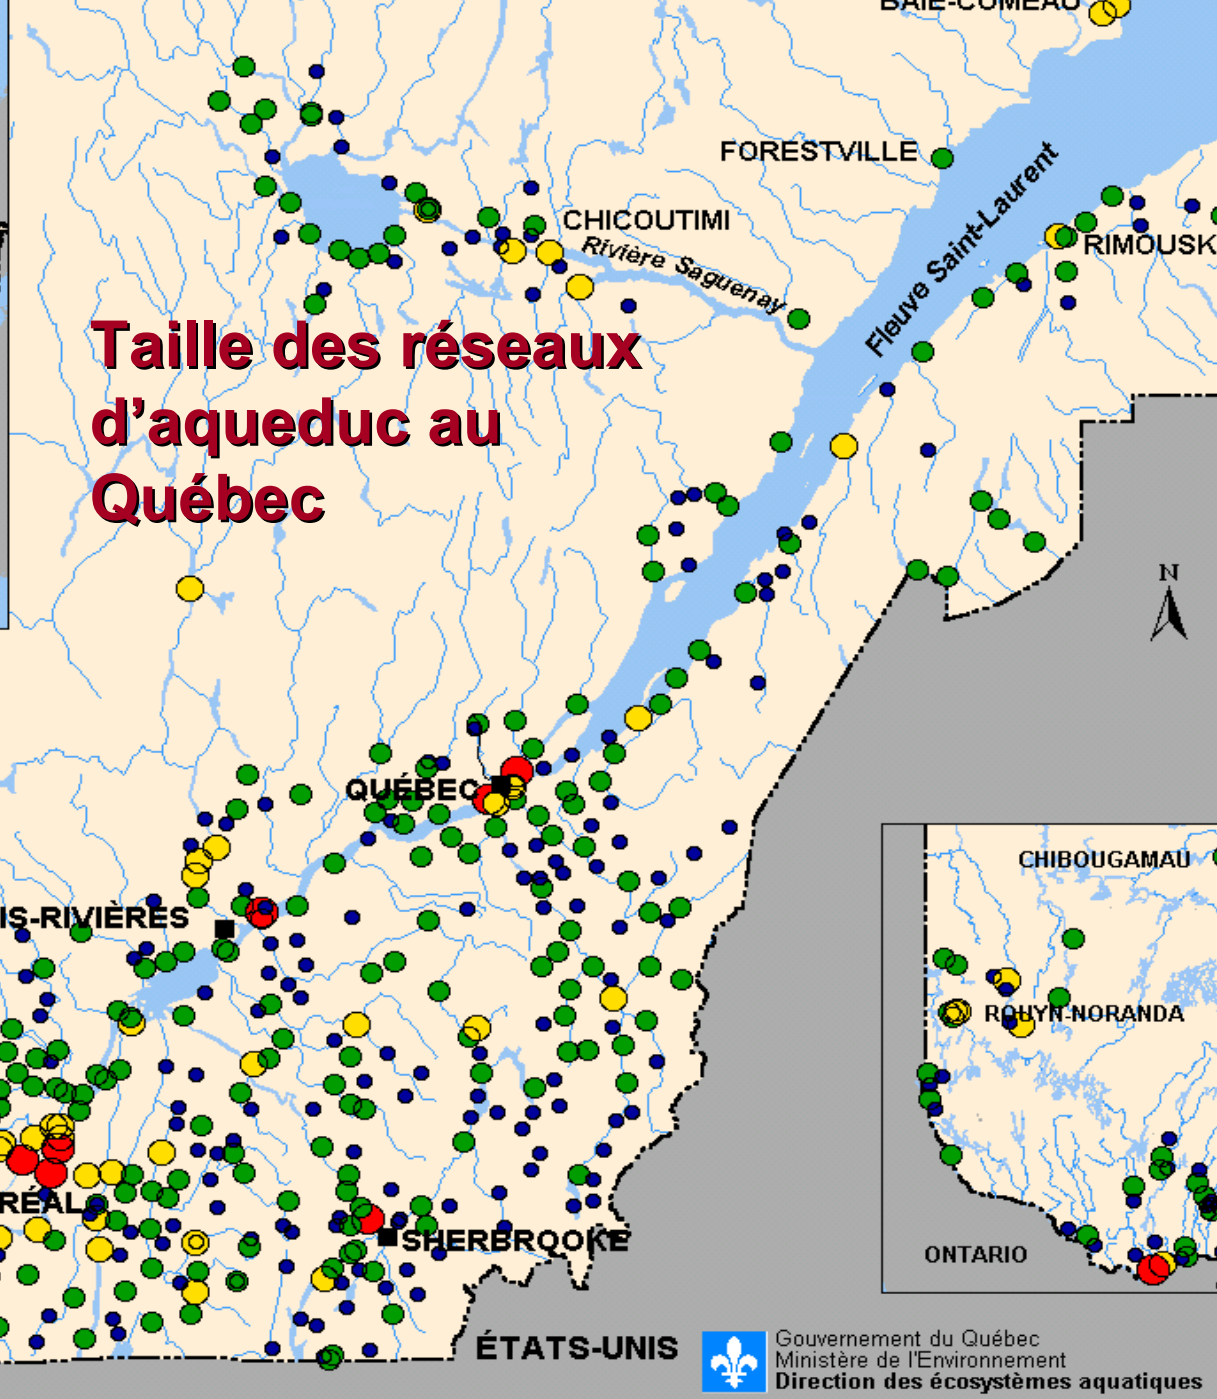 BAIE-COMEAU
FORESTVILLE
Fleuve Saint-Laurent
CHICOUTIMI
Rivière Saguenay
RIMOUSK
Taille des réseaux
d’aqueduc au
Québec
N
QUÉBEC
CHIBOUGAMAU
IS-RIVIÈRES
ROUYN-NORANDA
RÉAL
SHERBROOKE
ONTARIO
ÉTATS-UNIS
Gouvernement du Québec
Ministère de l'Environnement
Direction des écosystèmes aquatiques